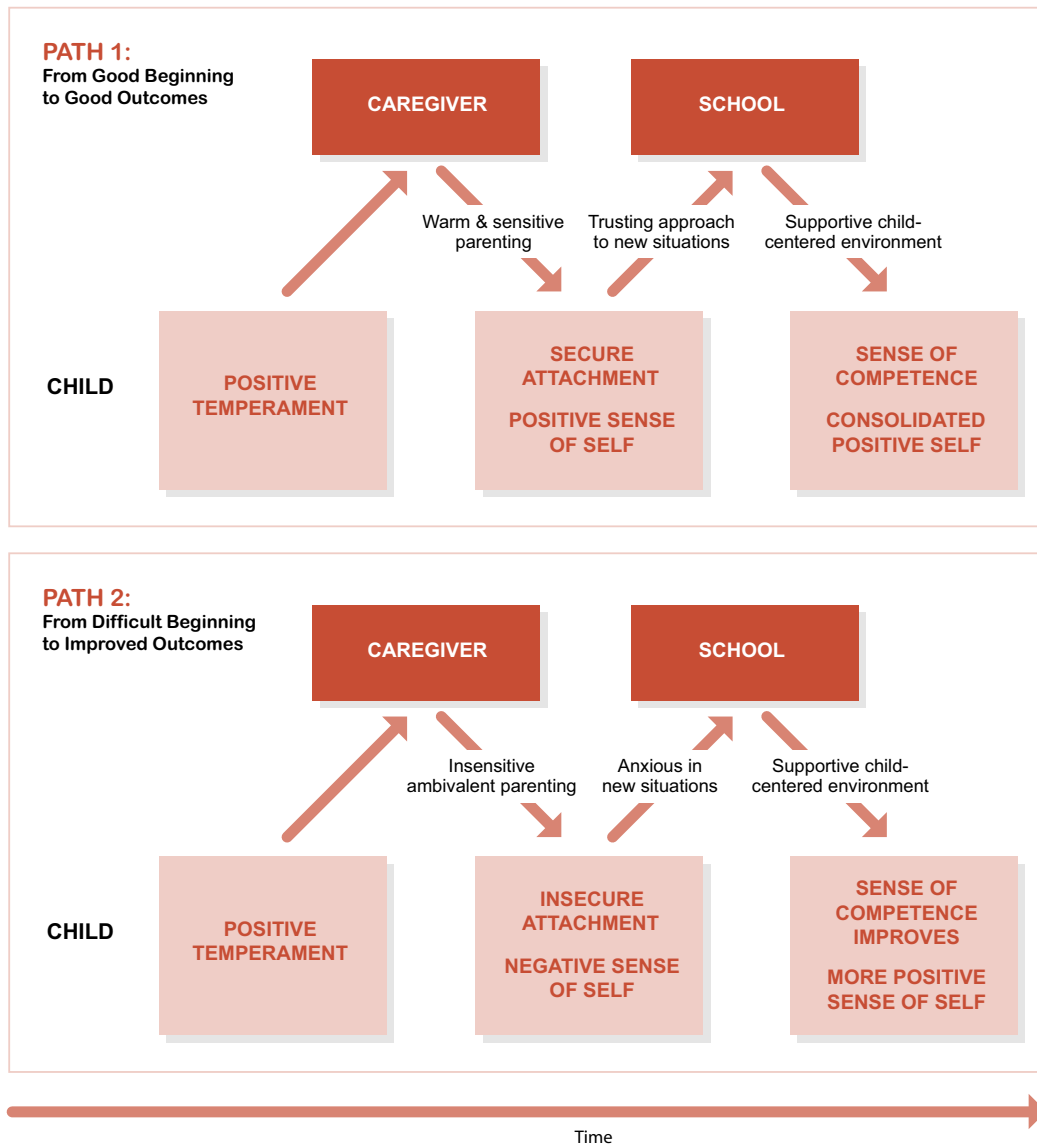 PATH 1:
From Good Beginning
to Good Outcomes
CAREGIVER
SCHOOL
Warm & sensitive
parenting
Trusting approach
to new situations
Supportive child-
centered environment
CHILD
POSITIVE
TEMPERAMENT
SECURE
ATTACHMENT
POSITIVE SENSE
OF SELF
SENSE OF
COMPETENCE
CONSOLIDATED
POSITIVE SELF
PATH 2:
From Difficult Beginning
to Improved Outcomes
CAREGIVER
SCHOOL
Insensitive
ambivalent parenting
Anxious in
new situations
Supportive child-
centered environment
CHILD
POSITIVE
TEMPERAMENT
INSECURE
ATTACHMENT
NEGATIVE SENSE
OF SELF
SENSE OF
COMPETENCE
IMPROVES
MORE POSITIVE
SENSE OF SELF
Time